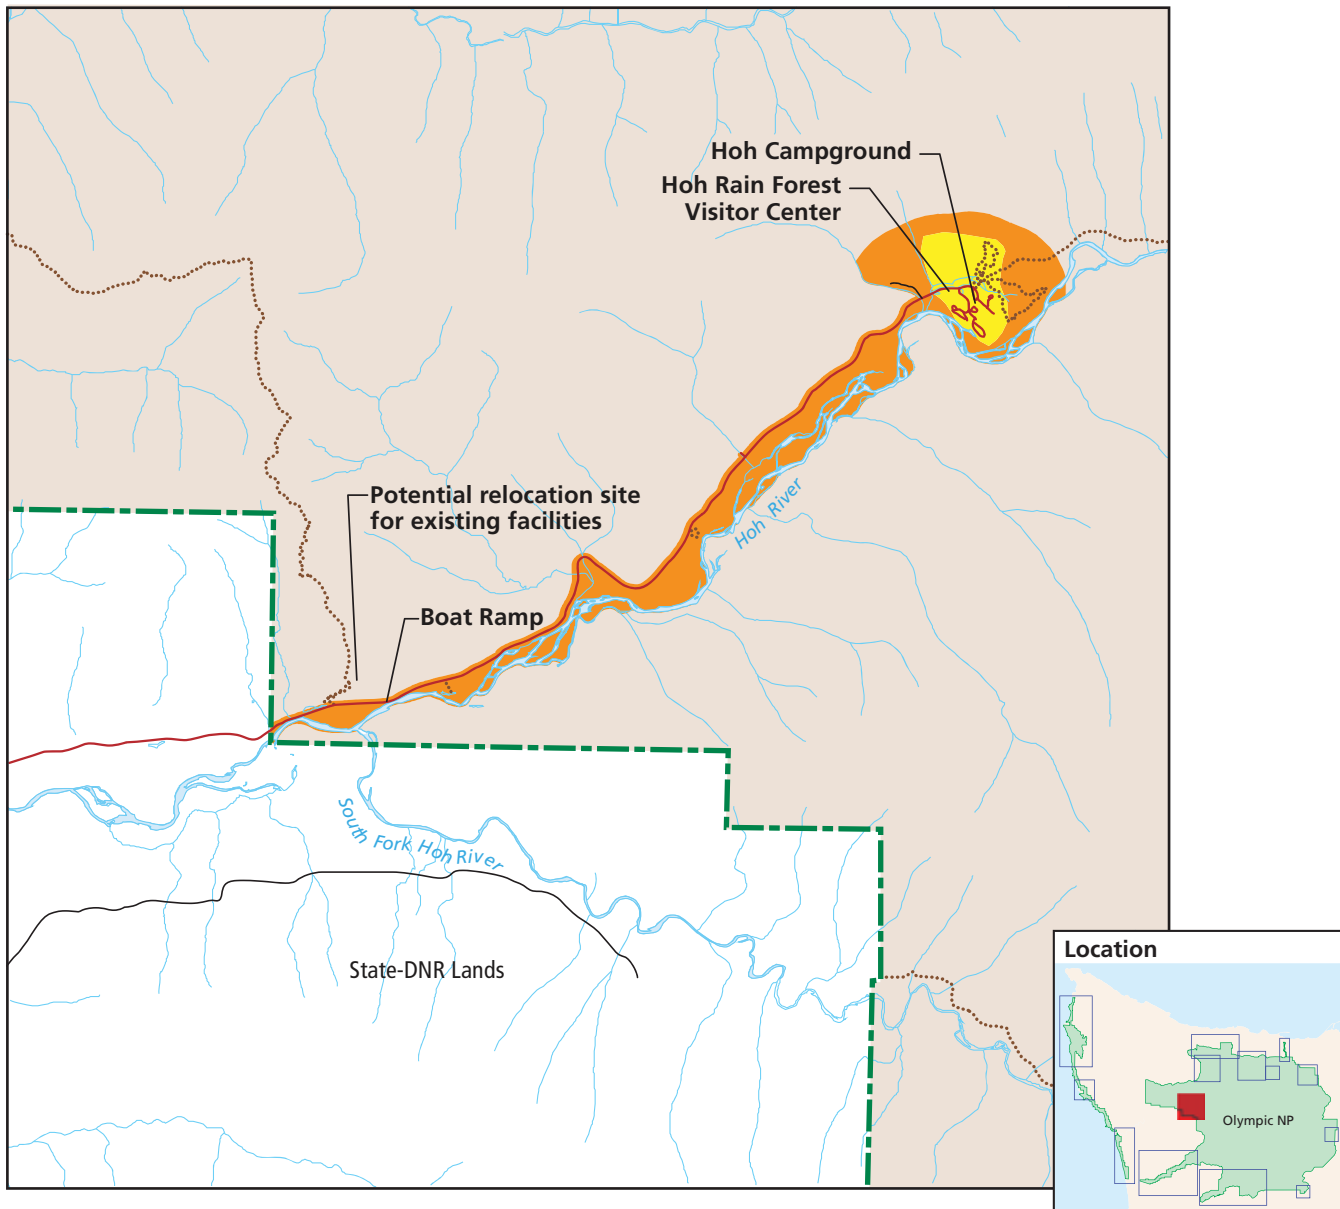 Hoh Campground
Hoh Rain Forest
Visitor Center
Potential relocation site
for existing facilities
Hoh River
Boat Ramp
South Fork Hoh River
State-DNR Lands
Location
Olympic NP